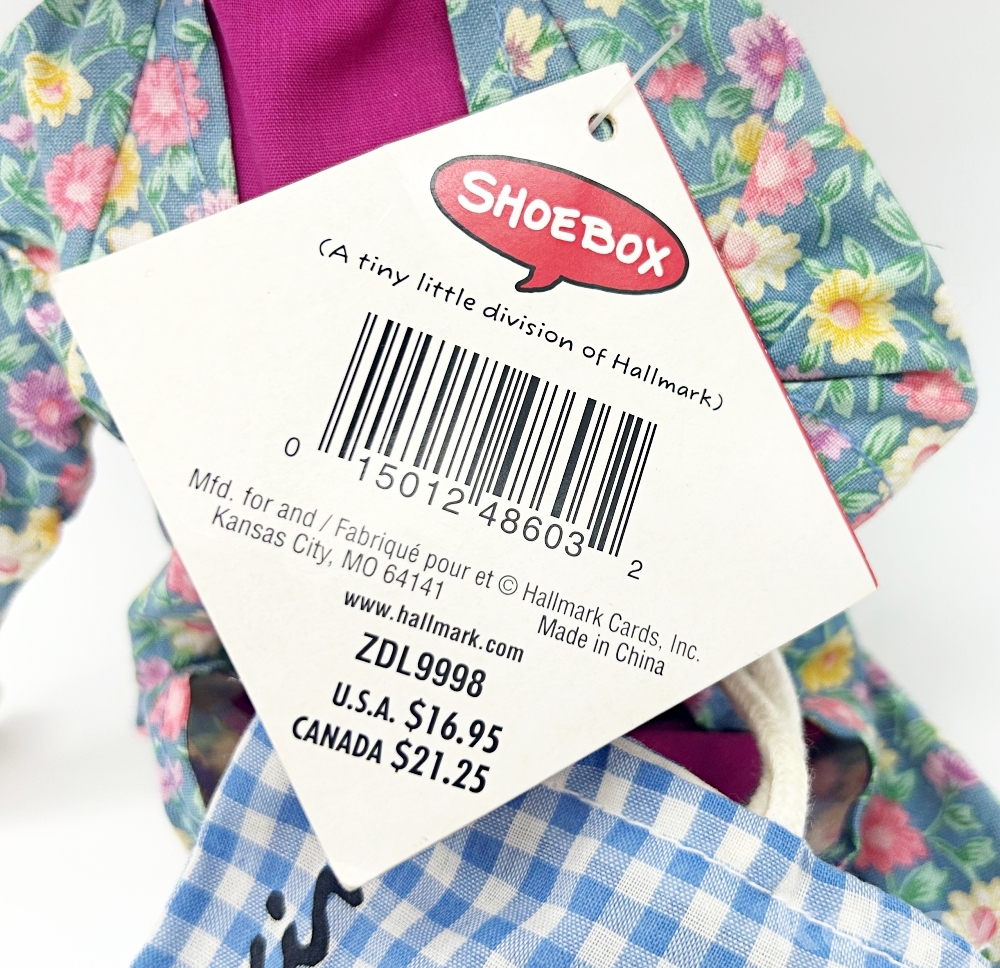 SHOEBOX
(A tiny little division of Hallmark)
0 15012 48603 2
Mfd. for and / Fabriqué pour et © Hallmark Cards, Inc.
Kansas City, MO 64141 Made in China
www.hallmark.com
ZDL9998
U.S.A. $16.95
CANADA $21.25